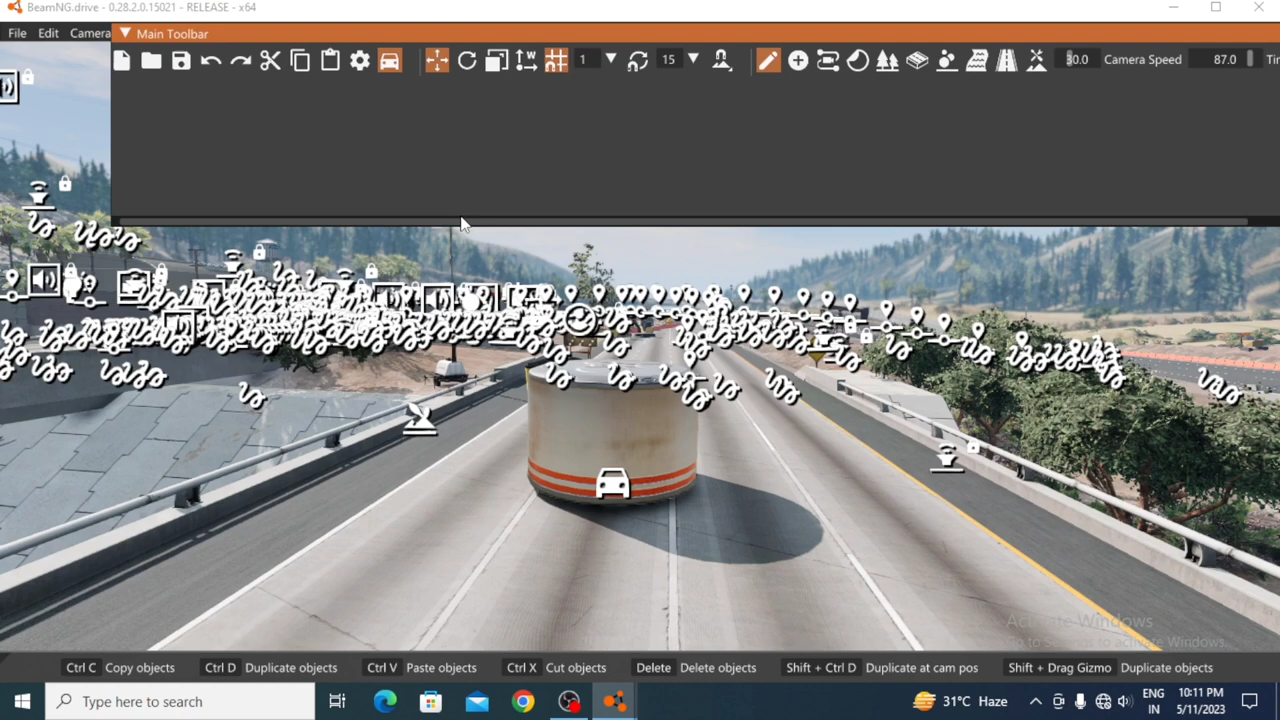 BeamNG.drive - 0.28.2.0.15021 - RELEASE - x64
File Edit Camera
Main Toolbar
1 15 30.0 Camera Speed 87.0 Tir
Activate Windows
Go to Settings to activate Windows.
Ctrl C Copy objects Ctrl D Duplicate objects Ctrl V Paste objects Ctrl X Cut objects Delete Delete objects Shift + Ctrl D Duplicate at cam pos Shift + Drag Gizmo Duplicate objects
Type here to search
31°C Haze
ENG
IN
10:11 PM
5/11/2023